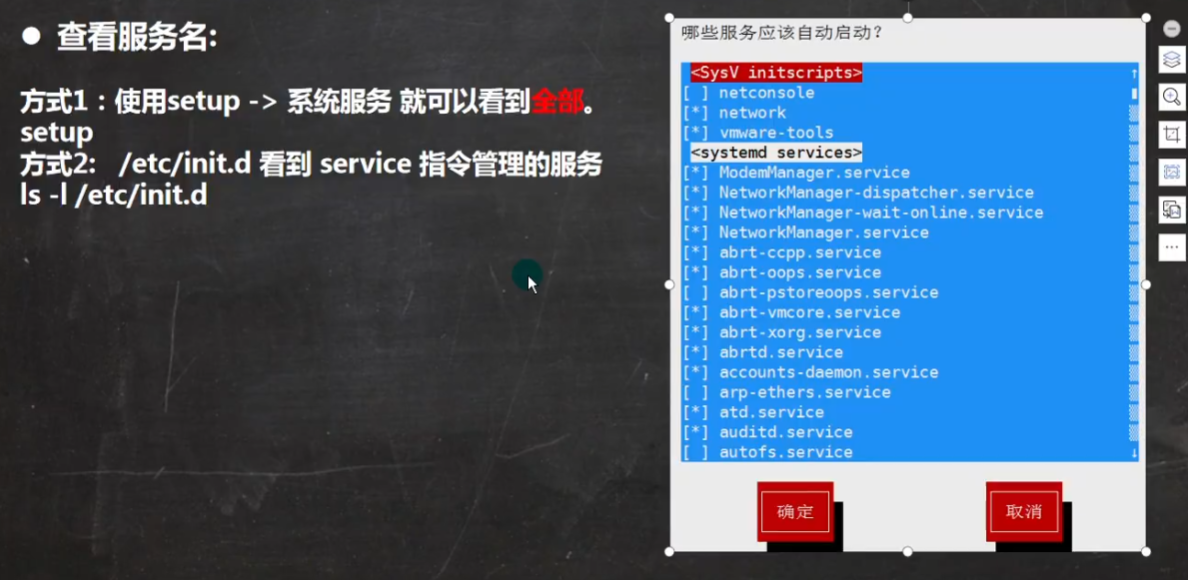 ● 查看服务名:
方式1：使用setup -> 系统服务 就可以看到全部。
setup
方式2: /etc/init.d 看到 service 指令管理的服务
ls -l /etc/init.d
哪些服务应该自动启动？
<SysV initscripts>
[ ] netconsole
[*] network
[*] vmware-tools
<systemd services>
[*] ModemManager.service
[*] NetworkManager-dispatcher.service
[*] NetworkManager-wait-online.service
[*] NetworkManager.service
[*] abrt-ccpp.service
[*] abrt-oops.service
[ ] abrt-pstoreoops.service
[*] abrt-vmcore.service
[*] abrt-xorg.service
[*] abrtd.service
[*] accounts-daemon.service
[ ] arp-ethers.service
[*] atd.service
[*] auditd.service
[ ] autofs.service
确定
取消